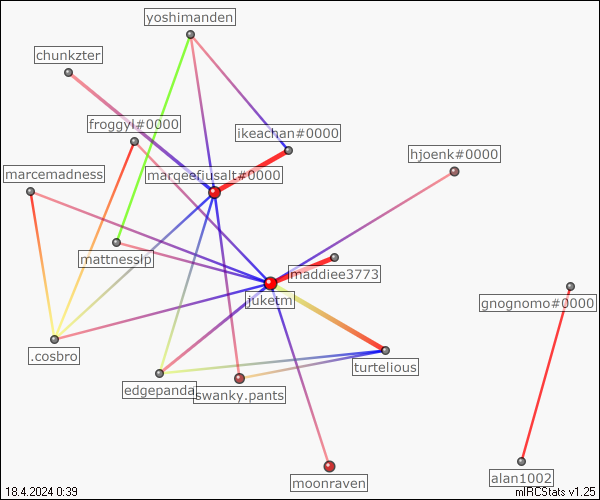 yoshimanden
chunkzter
froggyl#0000
ikeachan#0000
hjoenk#0000
marcemadness
marqeefiusalt#0000
mattnesslp
maddiee3773
juketm
gnognomo#0000
.cosbro
turtelious
edgepanda
swanky.pants
moonraven
alan1002
18.4.2024 0:39
mIRCStats v1.25